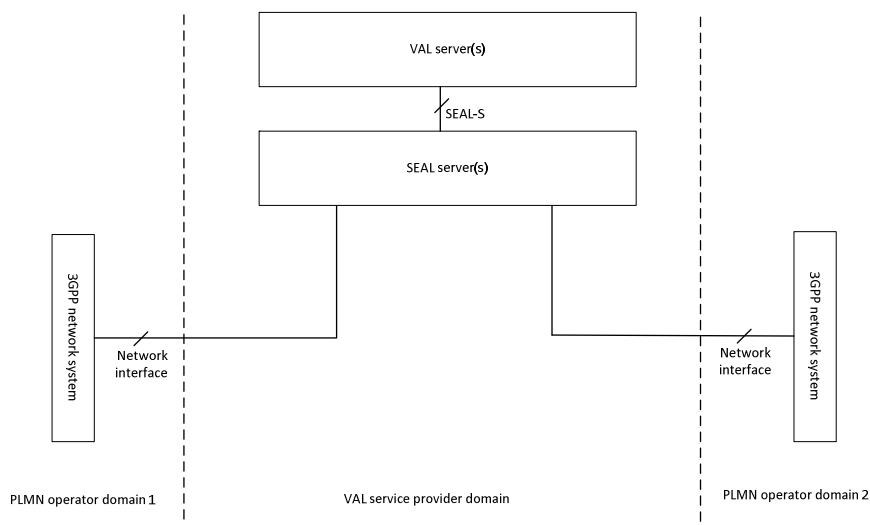 VAL server(s)
SEAL-S
SEAL server(s)
3GPP network system
Network
interface
3GPP network system
Network
interface
PLMN operator domain 1
VAL service provider domain
PLMN operator domain 2